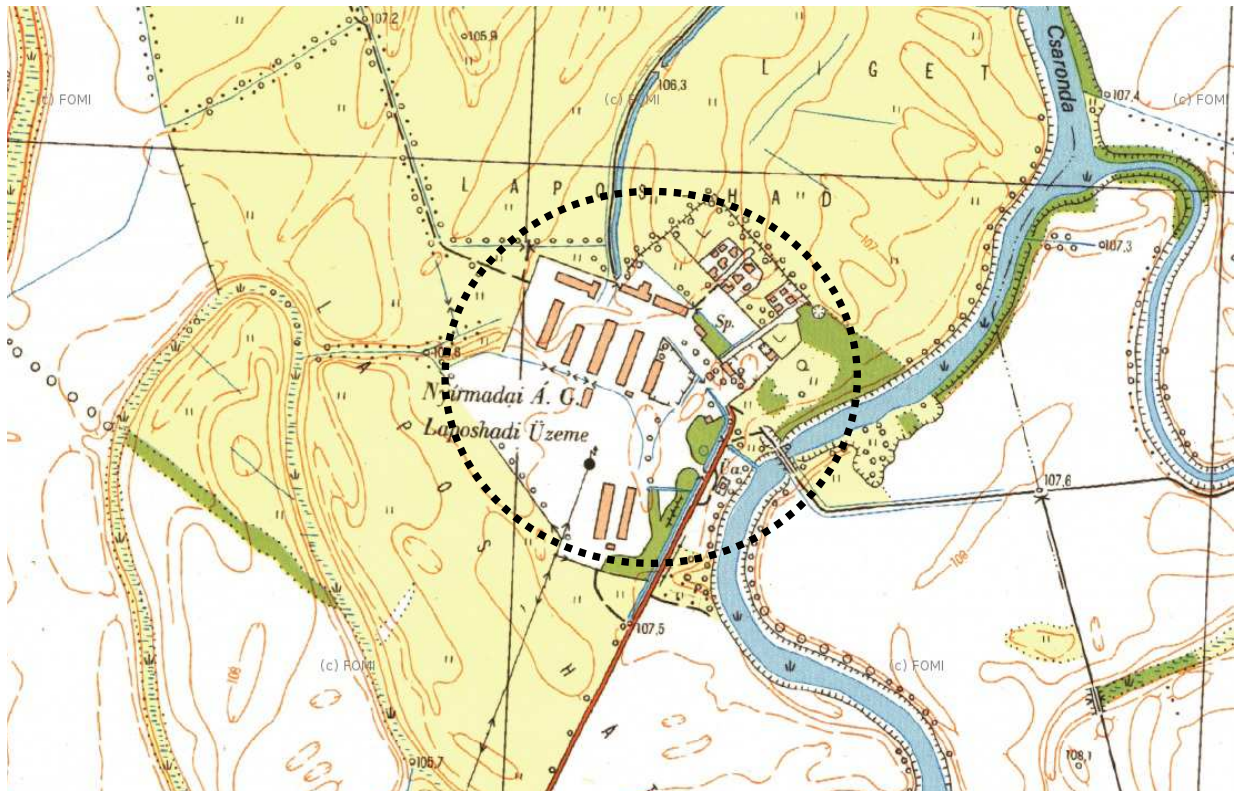 107,2
105,9
(c) FOMI
106,3
(c) FOMI
L I G E T
Csaronda
107,4
(c) FOMI
L A P O S H A D
107
107,3
Sp.
L A P O S H A
Nyírmadai Á. G.
Laposhadi Üzeme
107,6
108
107,5
108
(c) FOMI
(c) FOMI
105,7
108,1